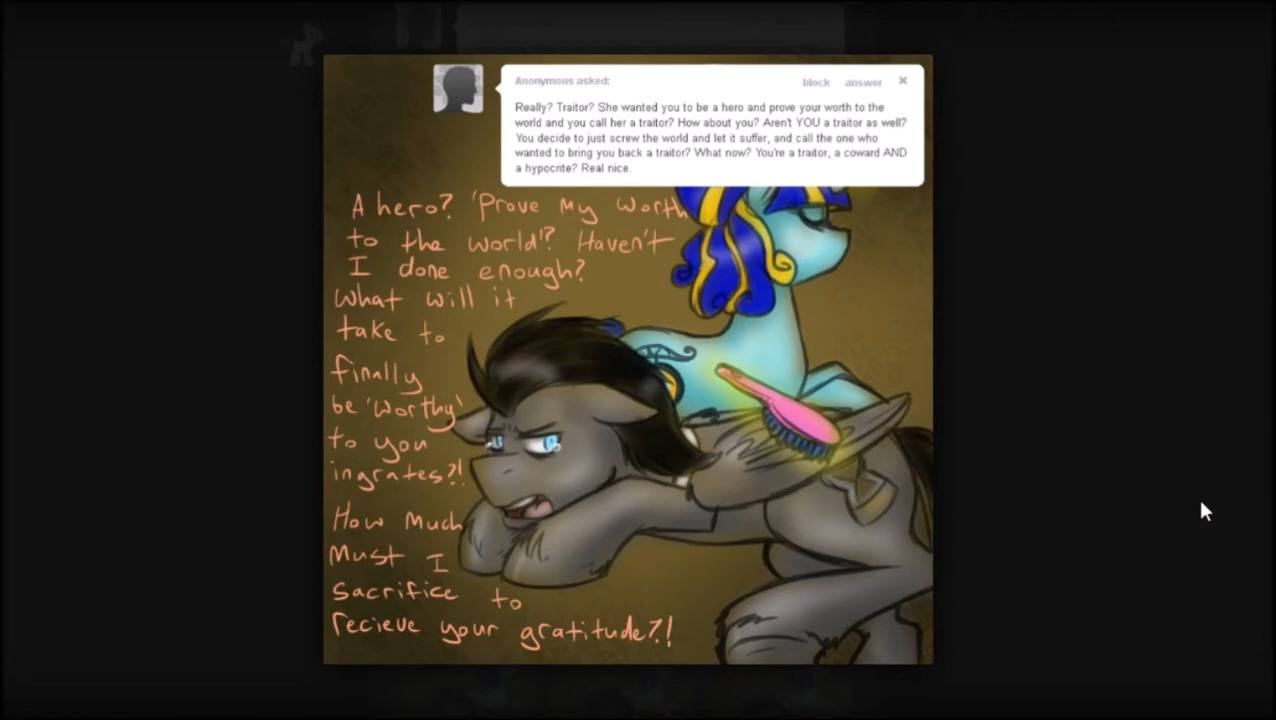 Anonymous asked:
block answer ×
Really? Traitor? She wanted you to be a hero and prove your worth to the
world and you call her a traitor? How about you? Aren't YOU a traitor as well?
You decide to just screw the world and let it suffer, and call the one who
wanted to bring you back a traitor? What now? You're a traitor, a coward AND
a hypocrite? Real nice.
A hero? 'Prove my worth
to the world'? Haven't
I done enough?
What will it
take to
finally
be 'worthy'
to you
ingrates?!
How Much
Must I
sacrifice to
recieve your gratitude?!